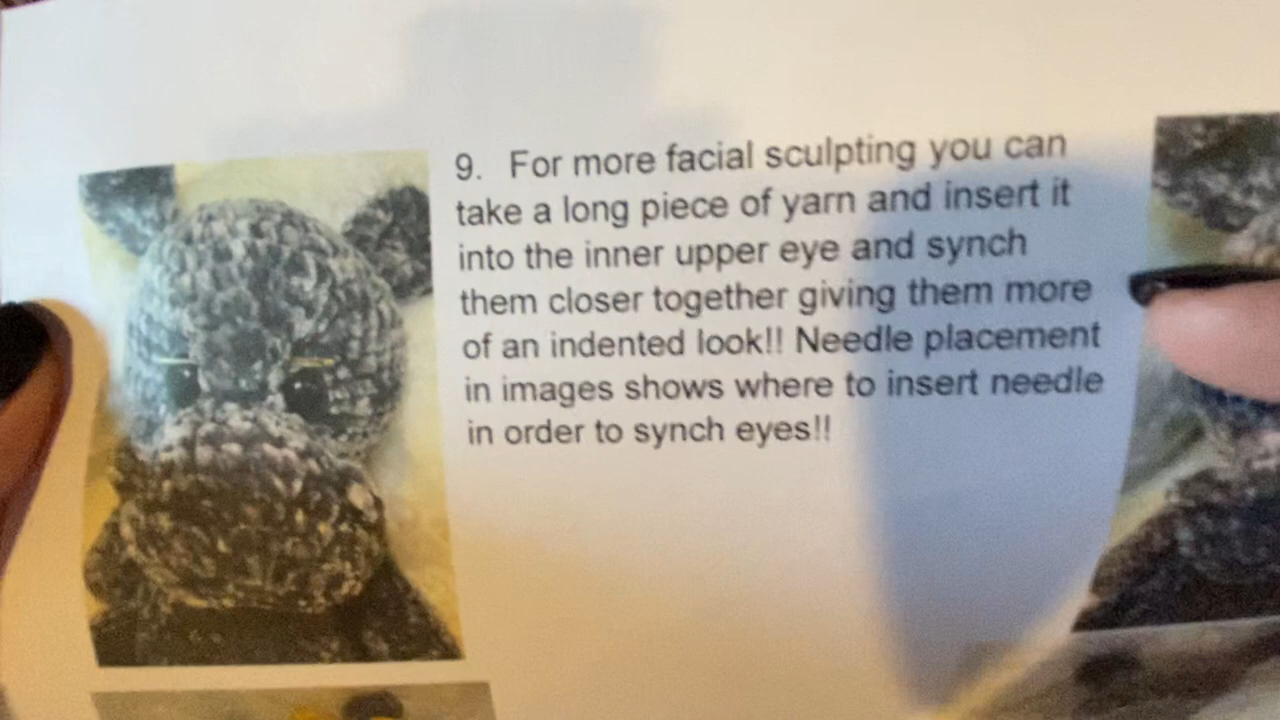 9. For more facial sculpting you can
take a long piece of yarn and insert it
into the inner upper eye and synch
them closer together giving them more
of an indented look!! Needle placement
in images shows where to insert needle
in order to synch eyes!!